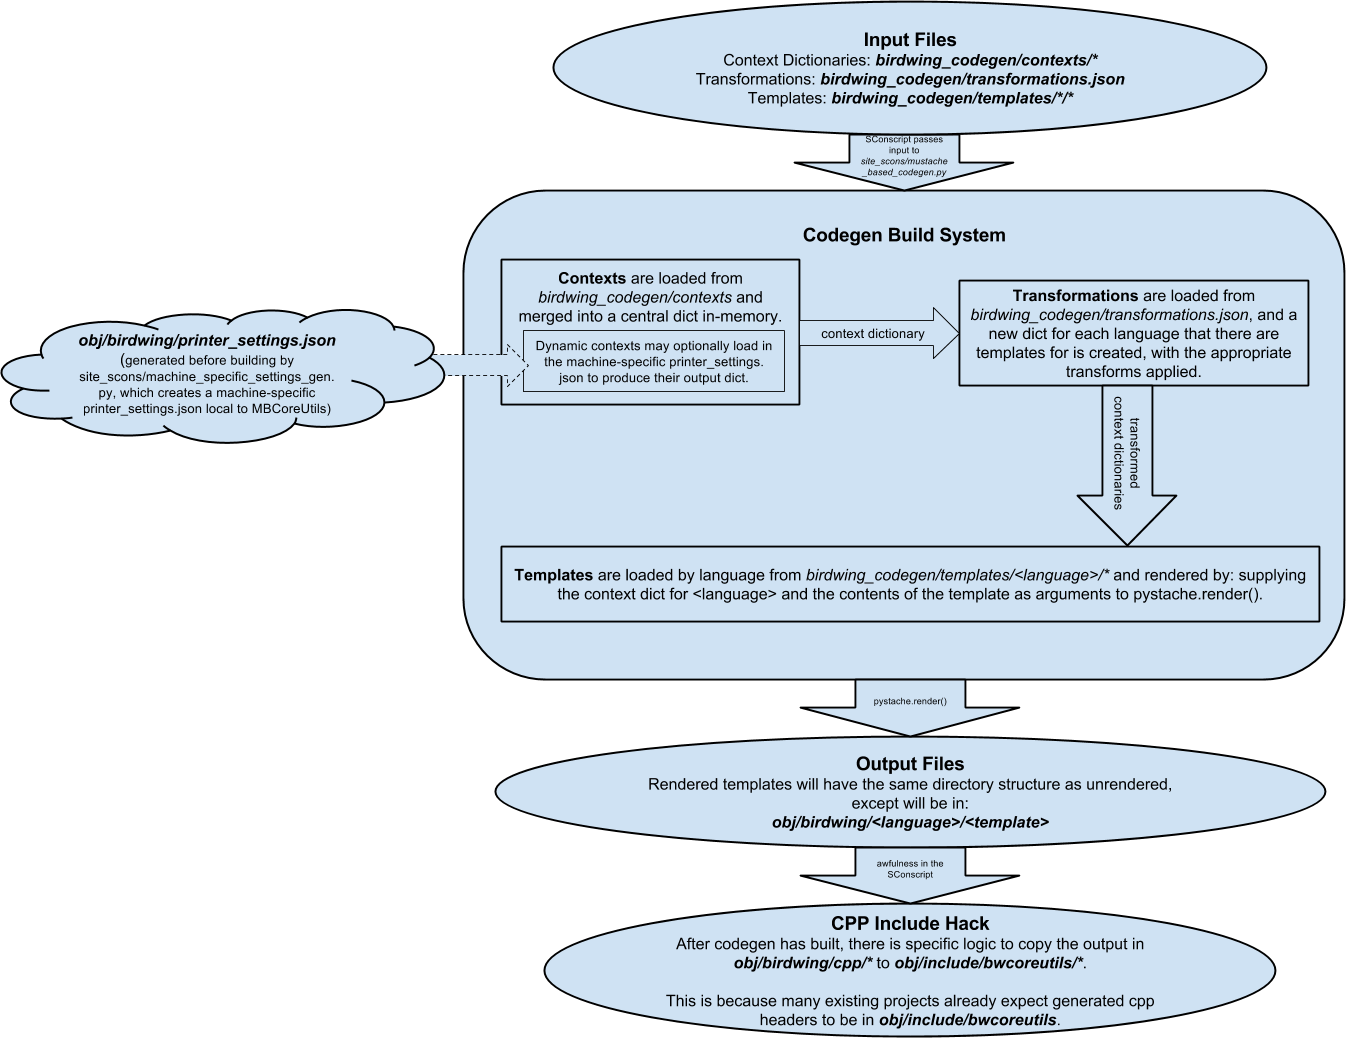 Input Files
Context Dictionaries: birdwing_codegen/contexts/*
Transformations: birdwing_codegen/transformations.json
Templates: birdwing_codegen/templates/*/*
SConscript passes
input to
site_scons/mustache
_based_codegen.py
Codegen Build System
Contexts are loaded from
birdwing_codegen/contexts and
merged into a central dict in-memory.
Dynamic contexts may optionally load in
the machine-specific printer_settings.
json to produce their output dict.
obj/birdwing/printer_settings.json
(generated before building by
site_scons/machine_specific_settings_gen.
py, which creates a machine-specific
printer_settings.json local to MBCoreUtils)
context dictionary
Transformations are loaded from
birdwing_codegen/transformations.json, and a
new dict for each language that there are
templates for is created, with the appropriate
transforms applied.
transformed
context dictionaries
Templates are loaded by language from birdwing_codegen/templates/<language>/* and rendered by: supplying
the context dict for <language> and the contents of the template as arguments to pystache.render().
pystache.render()
Output Files
Rendered templates will have the same directory structure as unrendered,
except will be in:
obj/birdwing/<language>/<template>
awfulness in the
SConscript
CPP Include Hack
After codegen has built, there is specific logic to copy the output in
obj/birdwing/cpp/* to obj/include/bwcoreutils/*.
This is because many existing projects already expect generated cpp
headers to be in obj/include/bwcoreutils.